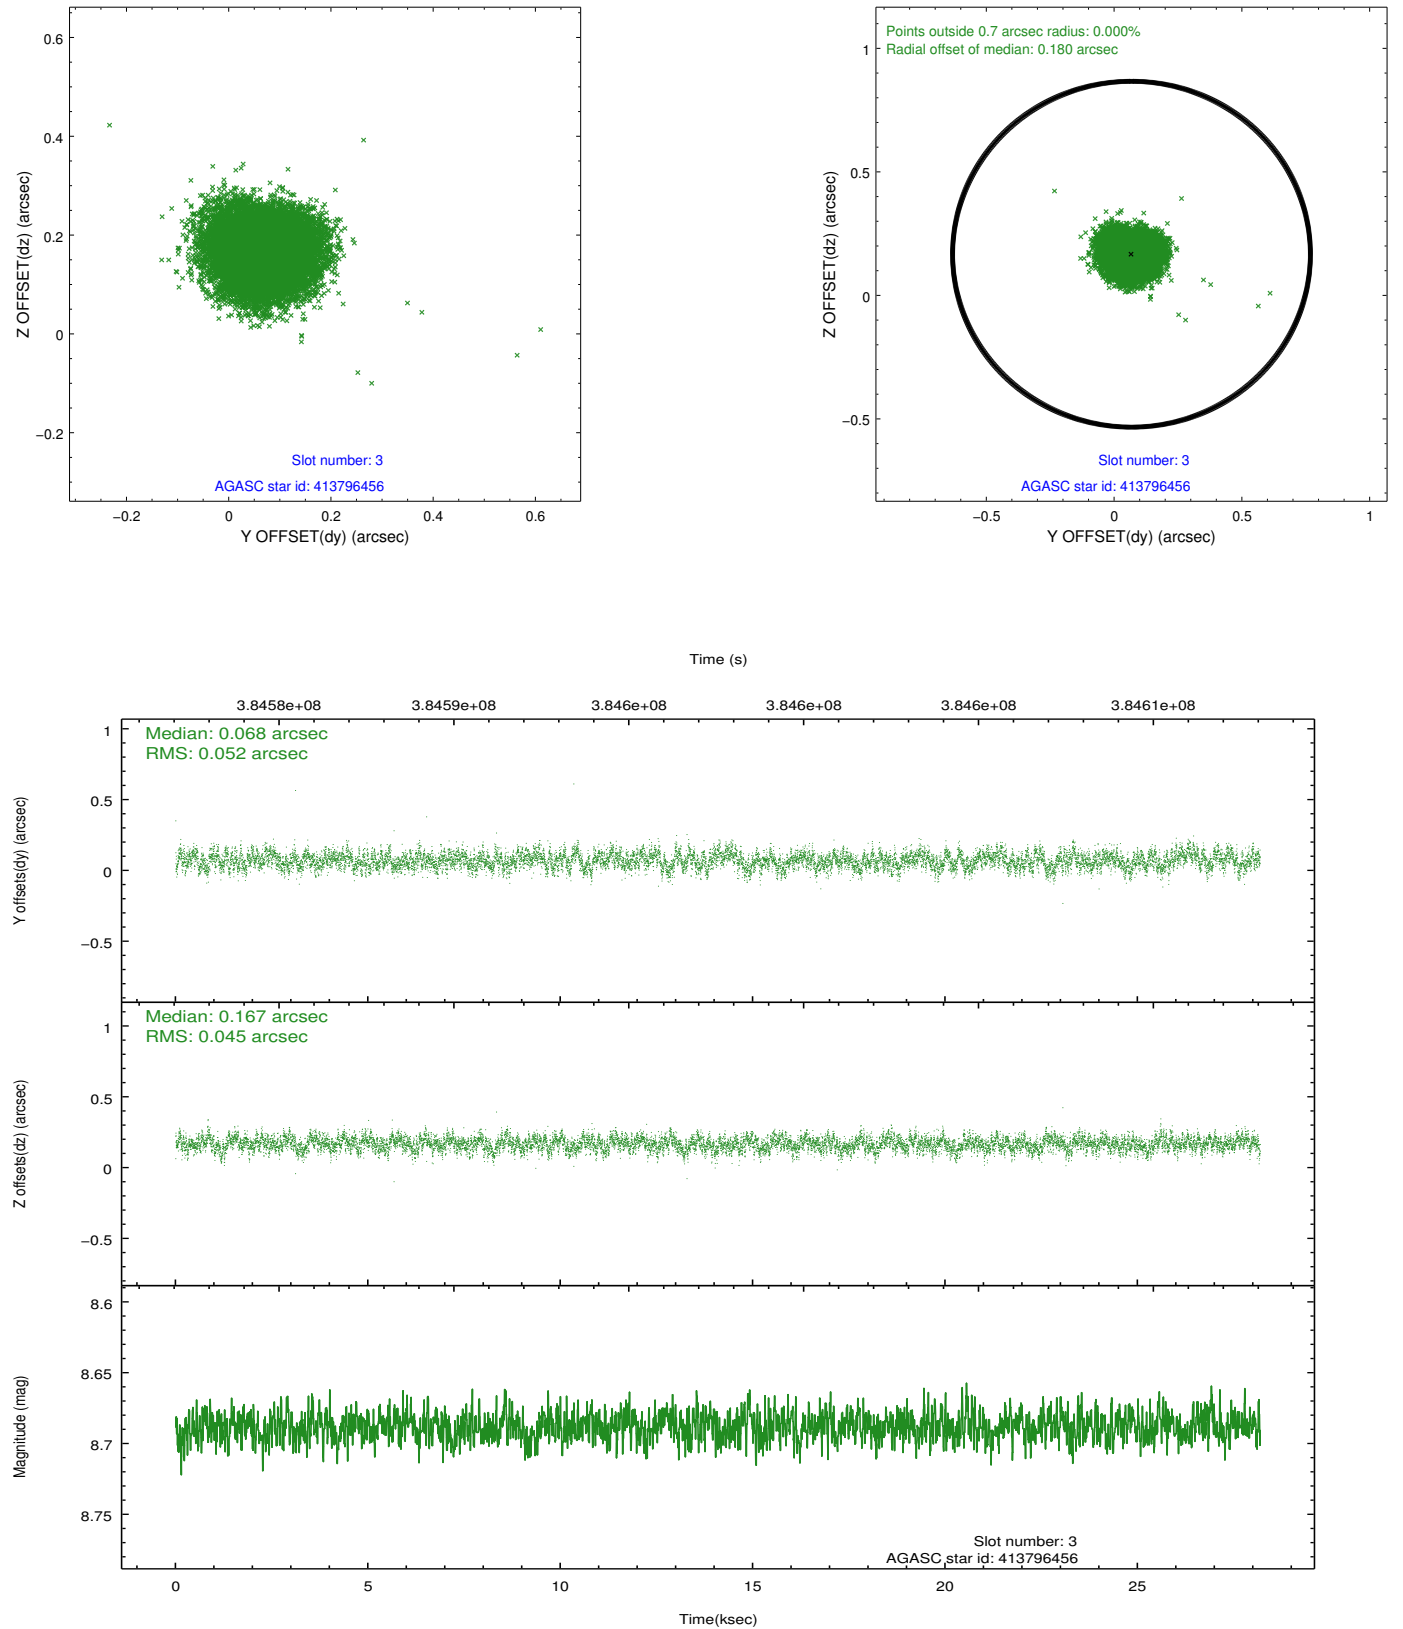 0.6
0.4
0.2
0
−0.2
Z OFFSET(dz) (arcsec)
Slot number: 3
AGASC star id: 413796456
−0.2 0 0.2 0.4 0.6
Y OFFSET(dy) (arcsec)
Points outside 0.7 arcsec radius: 0.000%
Radial offset of median: 0.180 arcsec
1
0.5
0
−0.5
Z OFFSET(dz) (arcsec)
Slot number: 3
AGASC star id: 413796456
−0.5 0 0.5 1
Y OFFSET(dy) (arcsec)
Time (s)
3.8458e+08 3.8459e+08 3.846e+08 3.846e+08 3.846e+08 3.8461e+08
Median: 0.068 arcsec
RMS: 0.052 arcsec
1
0.5
0
−0.5
Y offsets(dy) (arcsec)
Median: 0.167 arcsec
RMS: 0.045 arcsec
1
0.5
0
−0.5
Z offsets(dz) (arcsec)
8.6
8.65
8.7
8.75
Magnitude (mag)
Slot number: 3
AGASC star id: 413796456
0 5 10 15 20 25
Time(ksec)